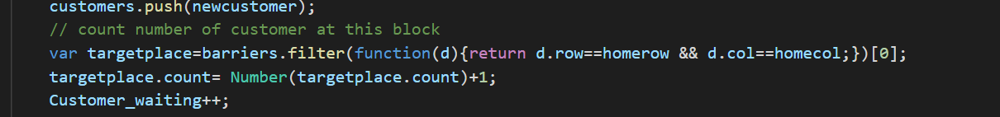 customers.push(newcustomer);
// count number of customer at this block
var targetplace=barriers.filter(function(d){return d.row==homerow && d.col==homecol;})[0];
targetplace.count= Number(targetplace.count)+1;
Customer_waiting++;